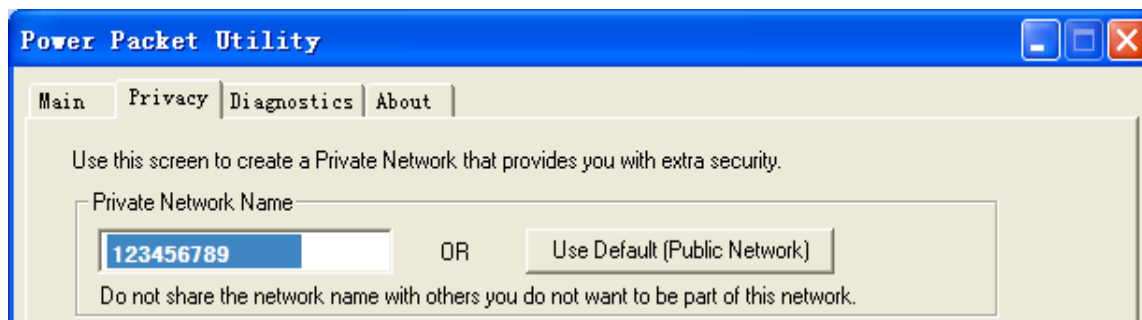 Power Packet Utility
Main Privacy Diagnostics About
Use this screen to create a Private Network that provides you with extra security.
Private Network Name
123456789 OR Use Default (Public Network)
Do not share the network name with others you do not want to be part of this network.